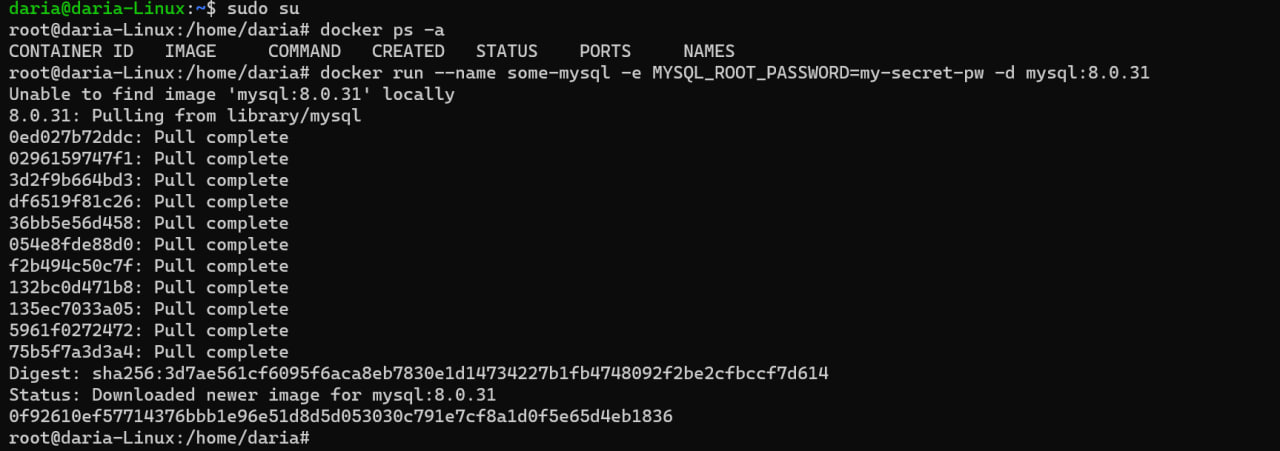 daria@daria-Linux:~$ sudo su
root@daria-Linux:/home/daria# docker ps -a
CONTAINER ID   IMAGE     COMMAND   CREATED   STATUS    PORTS     NAMES
root@daria-Linux:/home/daria# docker run --name some-mysql -e MYSQL_ROOT_PASSWORD=my-secret-pw -d mysql:8.0.31
Unable to find image 'mysql:8.0.31' locally
8.0.31: Pulling from library/mysql
0ed027b72ddc: Pull complete
0296159747f1: Pull complete
3d2f9b664bd3: Pull complete
df6519f81c26: Pull complete
36bb5e56d458: Pull complete
054e8fde88d0: Pull complete
f2b494c50c7f: Pull complete
132bc0d471b8: Pull complete
135ec7033a05: Pull complete
5961f0272472: Pull complete
75b5f7a3d3a4: Pull complete
Digest: sha256:3d7ae561cf6095f6aca8eb7830e1d14734227b1fb4748092f2be2cfbccf7d614
Status: Downloaded newer image for mysql:8.0.31
0f92610ef57714376bbb1e96e51d8d5d053030c791e7cf8a1d0f5e65d4eb1836
root@daria-Linux:/home/daria#